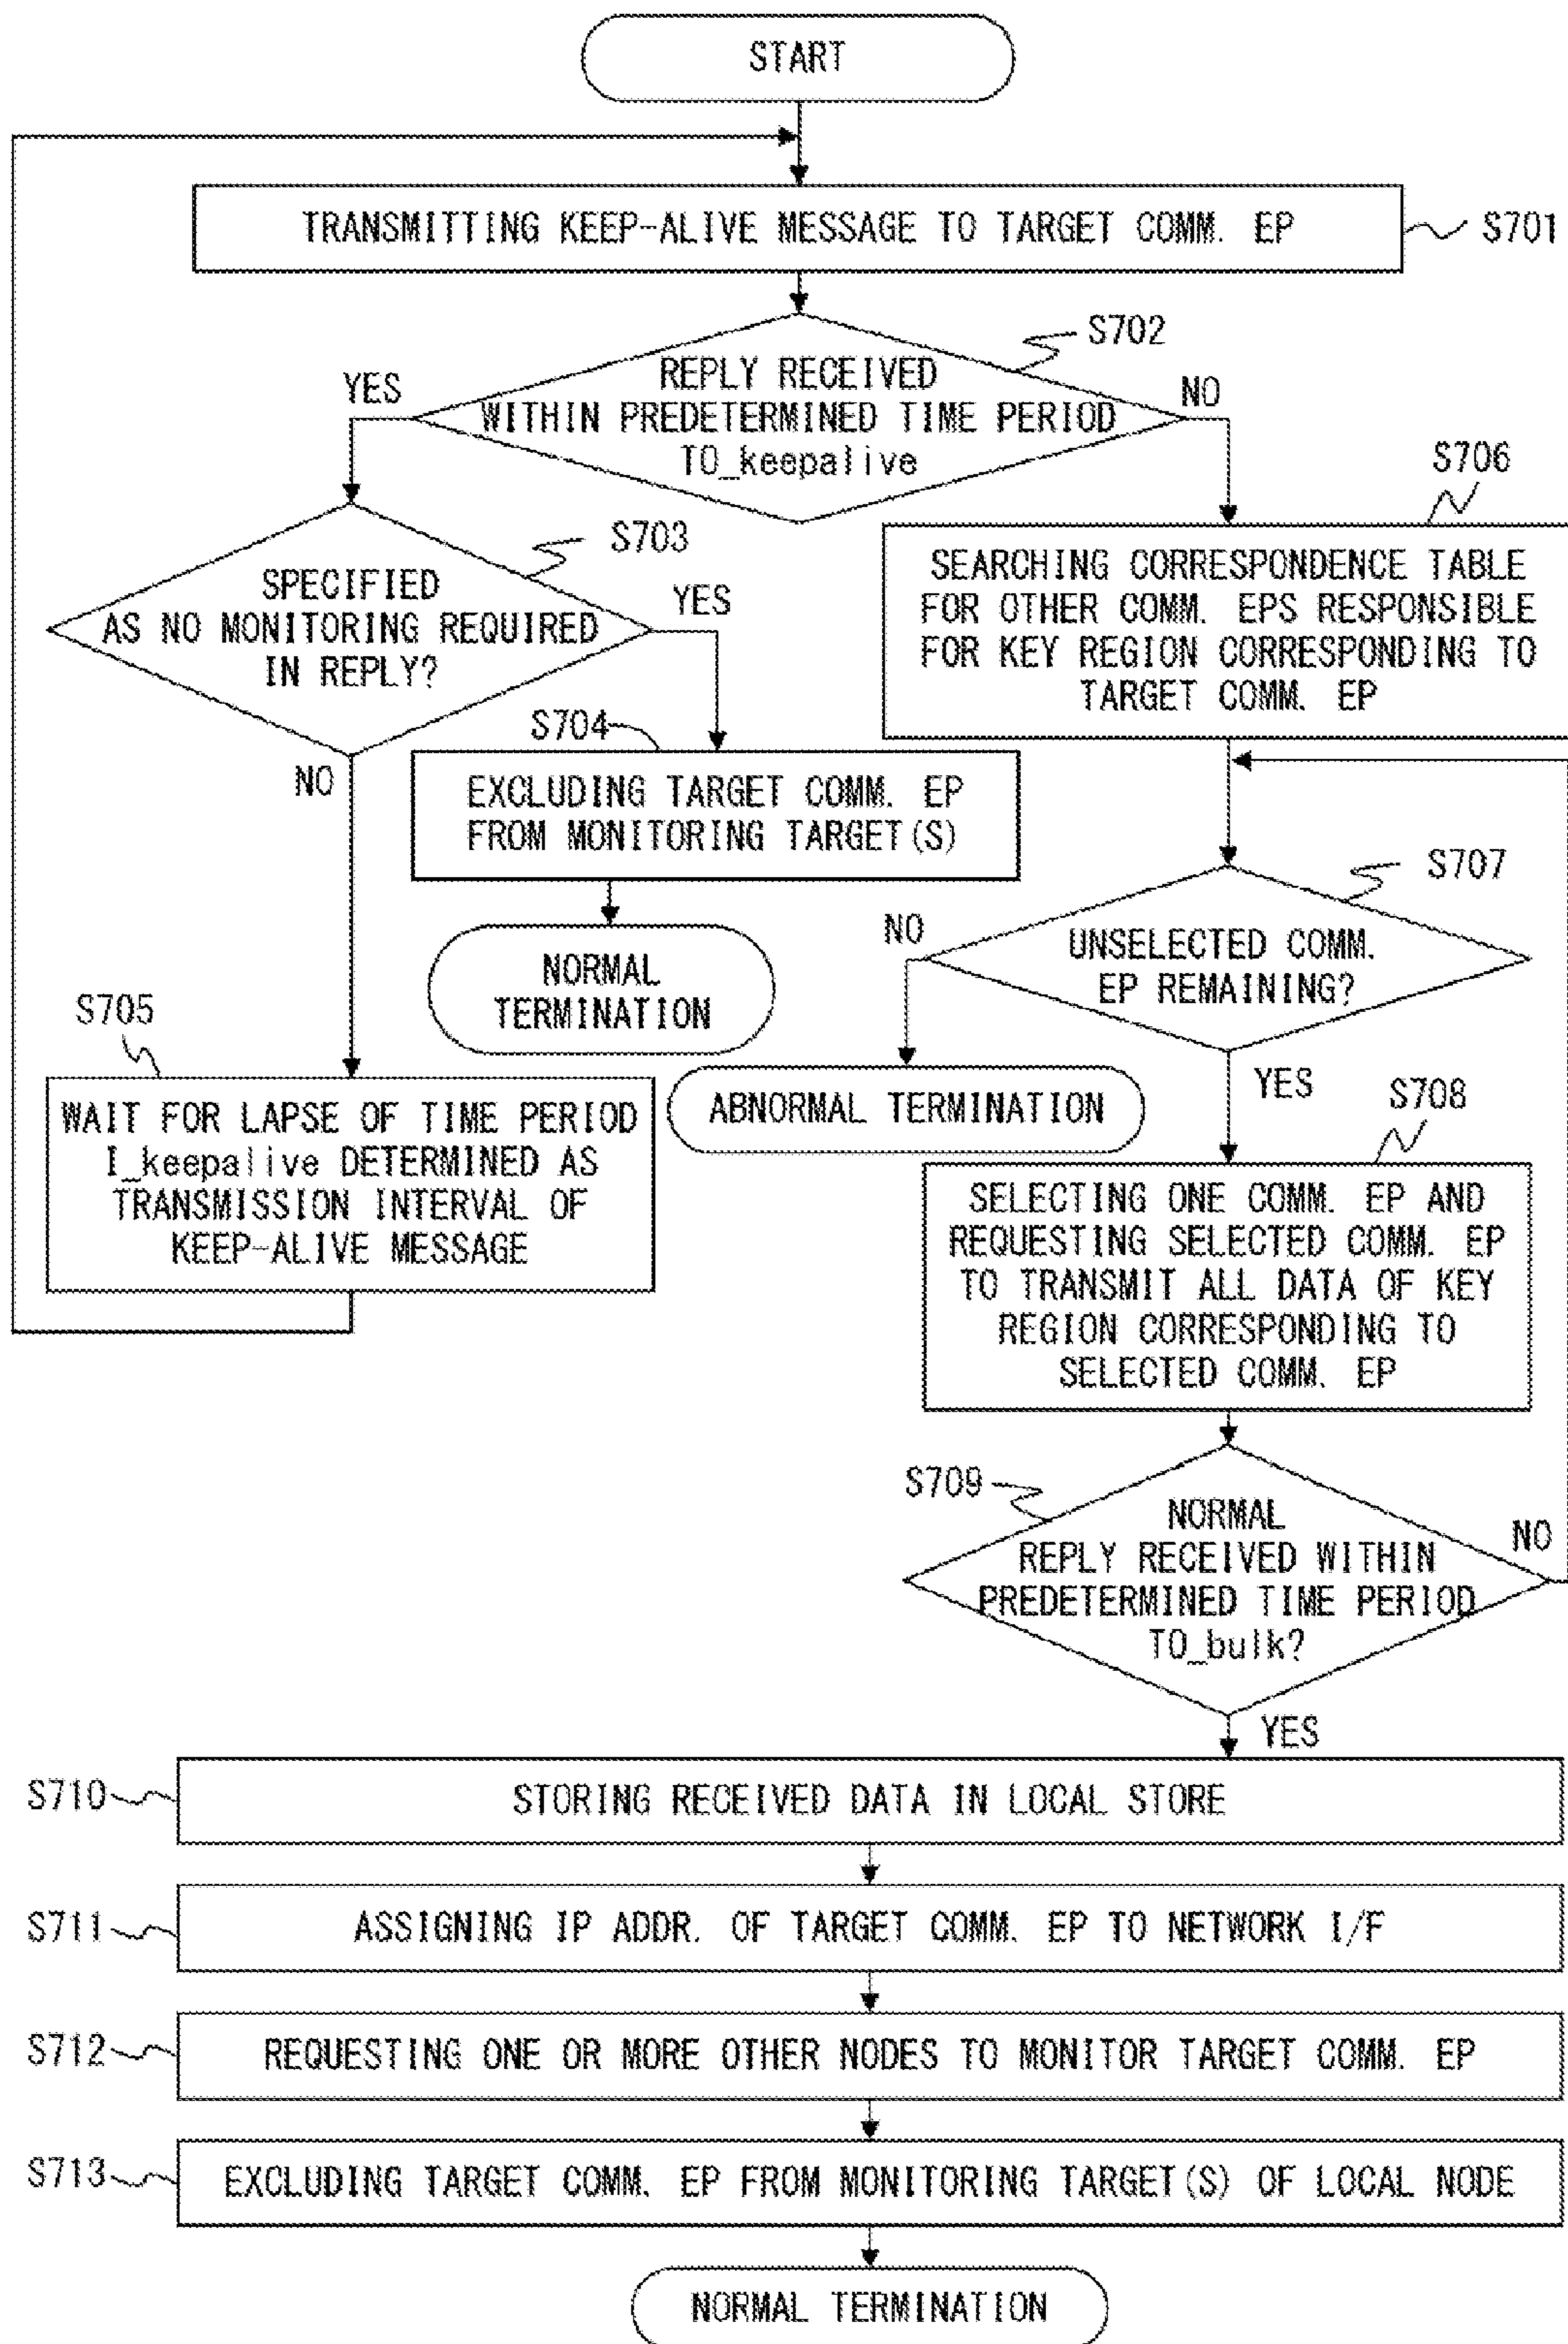 START
TRANSMITTING KEEP-ALIVE MESSAGE TO TARGET COMM. EP
S701
S702
REPLY RECEIVED
WITHIN PREDETERMINED TIME PERIOD
TO_keepalive
YES
NO
S703
SPECIFIED
AS NO MONITORING REQUIRED
IN REPLY?
YES
NO
S706
SEARCHING CORRESPONDENCE TABLE
FOR OTHER COMM. EPS RESPONSIBLE
FOR KEY REGION CORRESPONDING TO
TARGET COMM. EP
S704
EXCLUDING TARGET COMM. EP
FROM MONITORING TARGET(S)
NORMAL
TERMINATION
S707
UNSELECTED COMM.
EP REMAINING?
NO
YES
ABNORMAL TERMINATION
S705
WAIT FOR LAPSE OF TIME PERIOD
I_keepalive DETERMINED AS
TRANSMISSION INTERVAL OF
KEEP-ALIVE MESSAGE
S708
SELECTING ONE COMM. EP AND
REQUESTING SELECTED COMM. EP
TO TRANSMIT ALL DATA OF KEY
REGION CORRESPONDING TO
SELECTED COMM. EP
S709
NORMAL
REPLY RECEIVED WITHIN
PREDETERMINED TIME PERIOD
TO_bulk?
NO
YES
S710
STORING RECEIVED DATA IN LOCAL STORE
S711
ASSIGNING IP ADDR. OF TARGET COMM. EP TO NETWORK I/F
S712
REQUESTING ONE OR MORE OTHER NODES TO MONITOR TARGET COMM. EP
S713
EXCLUDING TARGET COMM. EP FROM MONITORING TARGET(S) OF LOCAL NODE
NORMAL TERMINATION